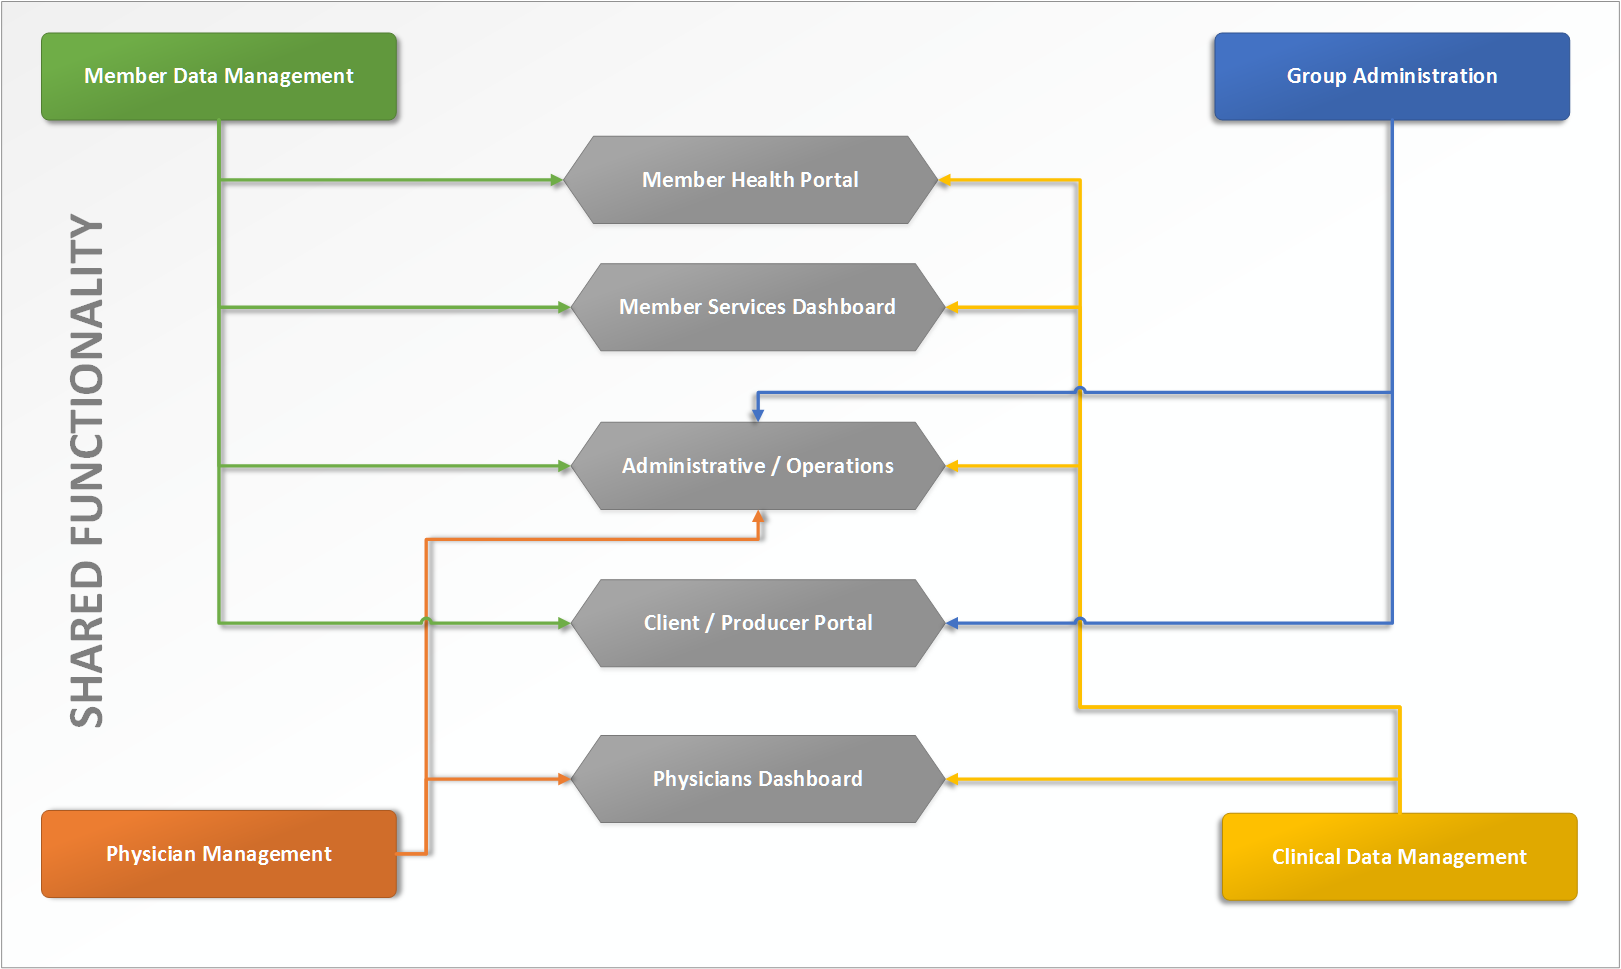 Member Data Management
Group Administration
Member Health Portal
Member Services Dashboard
SHARED FUNCTIONALITY
Administrative / Operations
Client / Producer Portal
Physicians Dashboard
Physician Management
Clinical Data Management